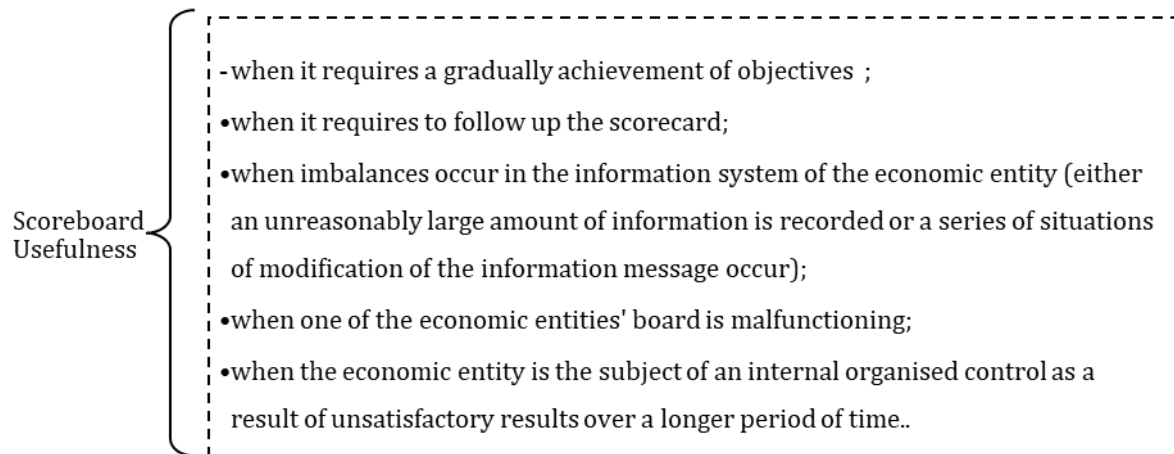 Scoreboard
Usefulness
-when it requires a gradually achievement of objectives ;
•when it requires to follow up the scorecard;
•when imbalances occur in the information system of the economic entity (either
an unreasonably large amount of information is recorded or a series of situations
of modification of the information message occur);
•when one of the economic entities' board is malfunctioning;
•when the economic entity is the subject of an internal organised control as a
result of unsatisfactory results over a longer period of time..